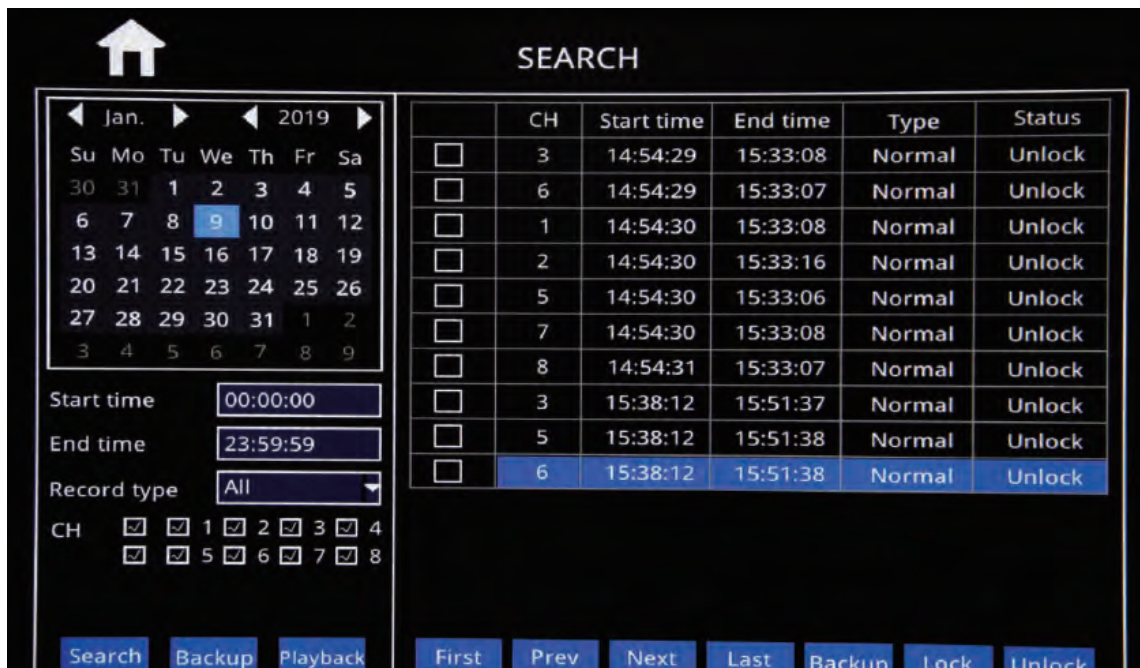 SEARCH
Jan. 2019
Su Mo Tu We Th Fr Sa
30 31 1 2 3 4 5
6 7 8 9 10 11 12
13 14 15 16 17 18 19
20 21 22 23 24 25 26
27 28 29 30 31 1 2
3 4 5 6 7 8 9
Start time 00:00:00
End time 23:59:59
Record type All
CH 1 2 3 4
5 6 7 8
Search Backup Playback
CH Start time End time Type Status
3 14:54:29 15:33:08 Normal Unlock
6 14:54:29 15:33:07 Normal Unlock
1 14:54:30 15:33:08 Normal Unlock
2 14:54:30 15:33:16 Normal Unlock
5 14:54:30 15:33:06 Normal Unlock
7 14:54:30 15:33:08 Normal Unlock
8 14:54:31 15:33:07 Normal Unlock
3 15:38:12 15:51:37 Normal Unlock
5 15:38:12 15:51:38 Normal Unlock
6 15:38:12 15:51:38 Normal Unlock
First Prev Next Last Backup Lock Unlock